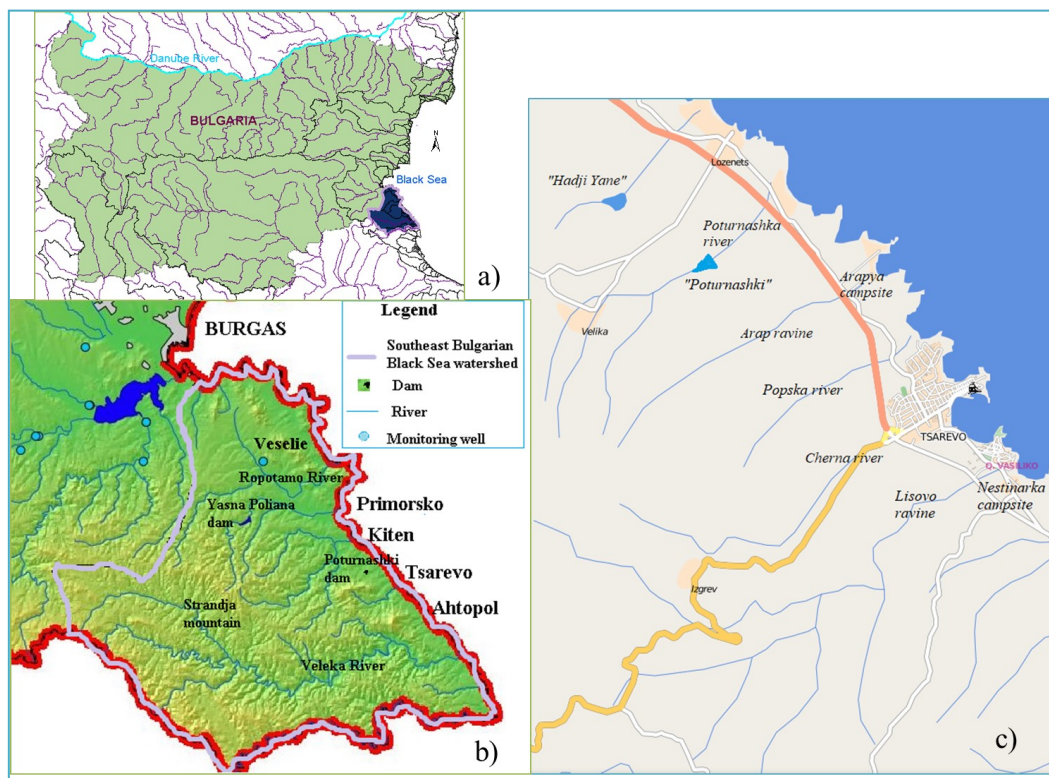 Danube River
BULGARIA
N
Black Sea
a)
BURGAS
Legend
Southeast Bulgarian
Black Sea watershed
Dam
River
Monitoring well
Veselie
Ropotamo River
Yasna Poliana
dam
Primorsko
Kiten
Poturnashki
dam
Tsarevo
Ahtopol
Strandja
mountain
Veleka River
b)
Lozenets
"Hadji Yane"
Poturnashka
river
"Poturnashki"
Arapya
campsite
Velika
Arap ravine
Popska river
TSAREVO
Cherna river
Q. VASILIKO
Lisovo
ravine
Nestinarka
campsite
Izgrev
c)